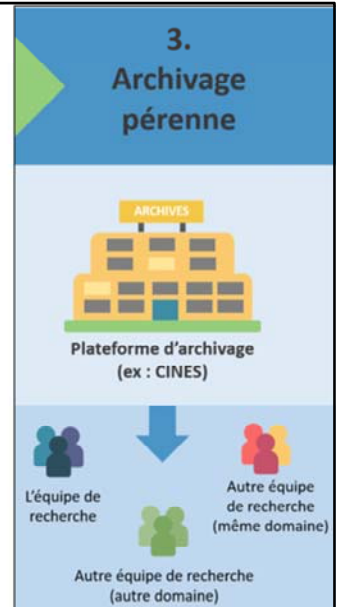 3.
Archivage
pérenne
ARCHIVES
Plateforme d'archivage
(ex : CINES)
L'équipe de
recherche
Autre équipe
de recherche
(même domaine)
Autre équipe de recherche
(autre domaine)